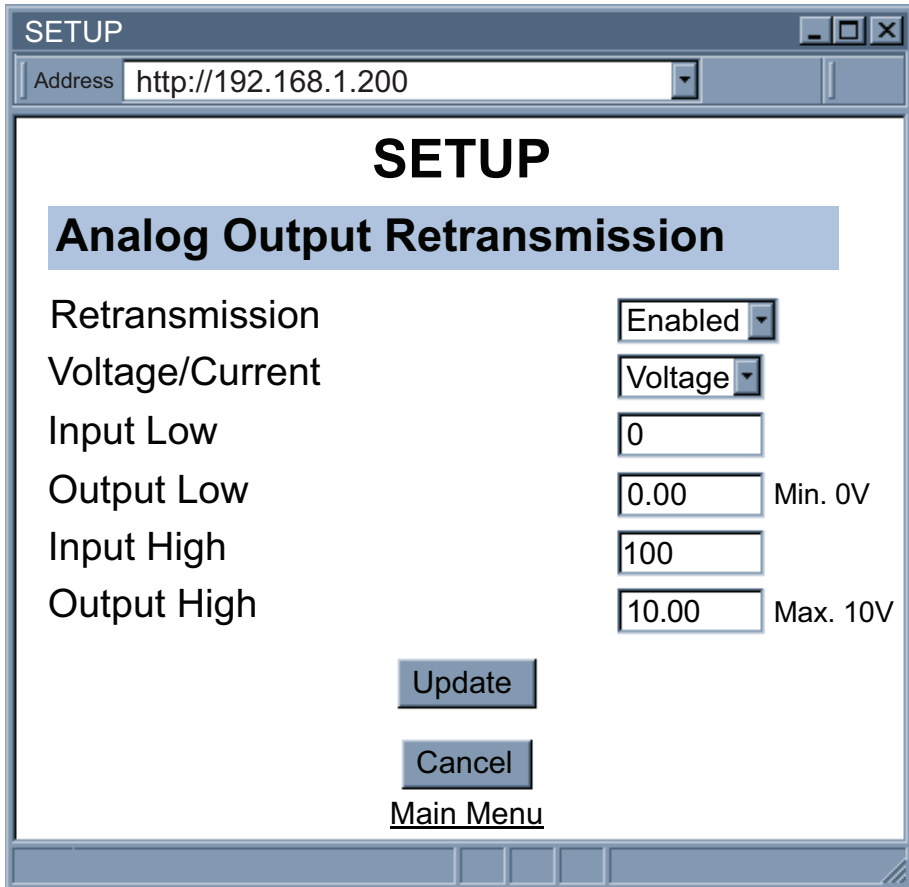 SETUP
Address http://192.168.1.200
SETUP
Analog Output Retransmission
Retransmission Enabled
Voltage/Current Voltage
Input Low 0
Output Low 0.00 Min. 0V
Input High 100
Output High 10.00 Max. 10V
Update
Cancel
Main Menu